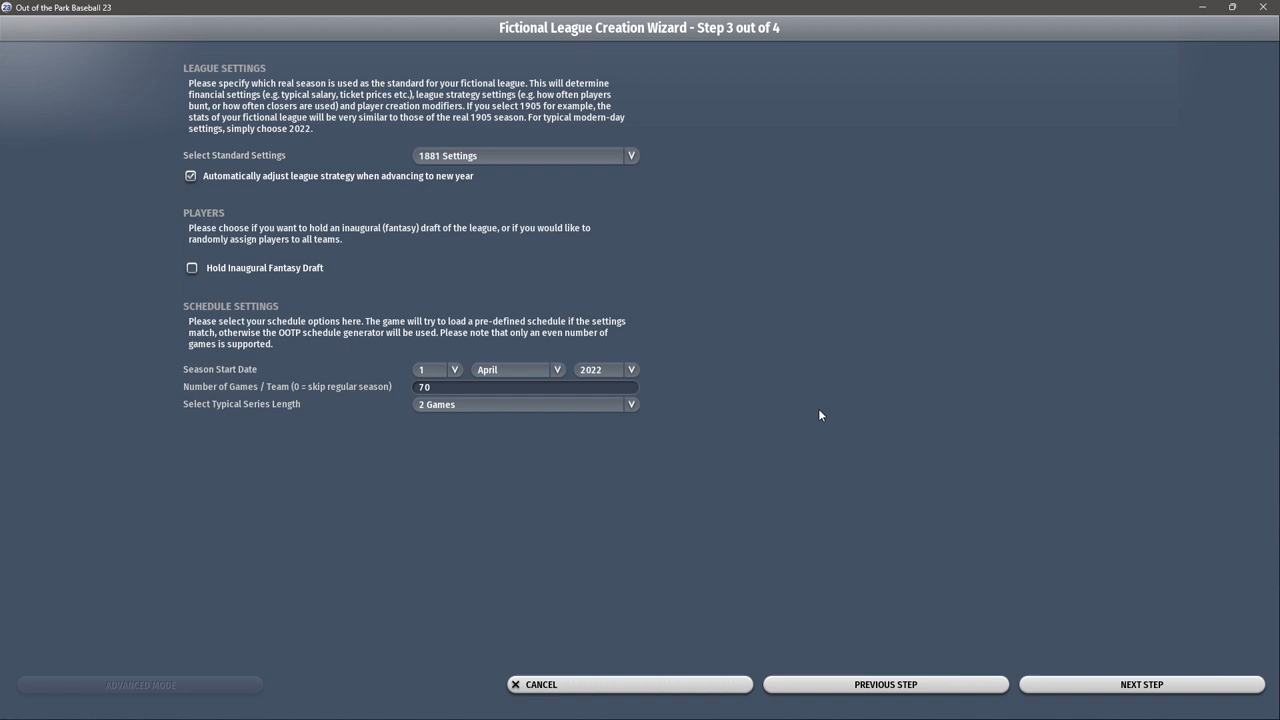 Out of the Park Baseball 23
Fictional League Creation Wizard - Step 3 out of 4
LEAGUE SETTINGS
Please specify which real season is used as the standard for your fictional league. This will determine
financial settings (e.g. typical salary, ticket prices etc.), league strategy settings (e.g. how often players
bunt, or how often closers are used) and player creation modifiers. If you select 1905 for example, the
stats of your fictional league will be very similar to those of the real 1905 season. For typical modern-day
settings, simply choose 2022.
Select Standard Settings 1881 Settings V
Automatically adjust league strategy when advancing to new year
PLAYERS
Please choose if you want to hold an inaugural (fantasy) draft of the league, or if you would like to
randomly assign players to all teams.
Hold Inaugural Fantasy Draft
SCHEDULE SETTINGS
Please select your schedule options here. The game will try to load a pre-defined schedule if the settings
match, otherwise the OOTP schedule generator will be used. Please note that only an even number of
games is supported.
Season Start Date 1 V April V 2022 V
Number of Games / Team (0 = skip regular season) 70
Select Typical Series Length 2 Games V
ADVANCED MODE CANCEL PREVIOUS STEP NEXT STEP